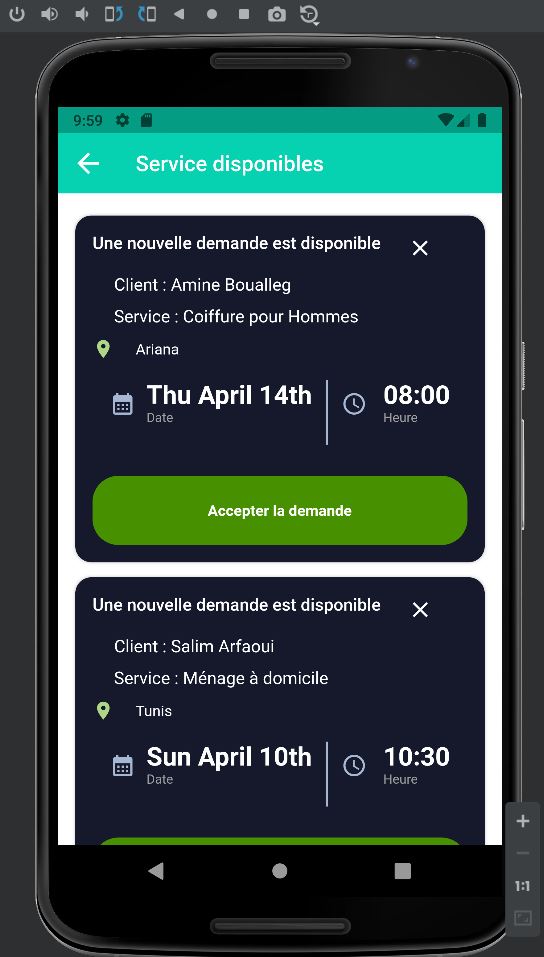 9:59
Service disponibles
Une nouvelle demande est disponible
Client : Amine Boualleg
Service : Coiffure pour Hommes
Ariana
Thu April 14th 08:00
Date Heure
Accepter la demande
Une nouvelle demande est disponible
Client : Salim Arfaoui
Service : Ménage à domicile
Tunis
Sun April 10th 10:30
Date Heure
1:1